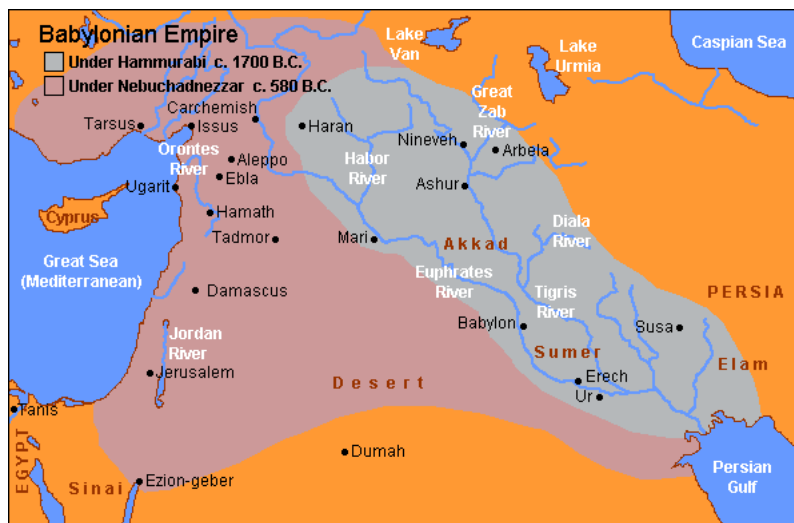 Babylonian Empire
Under Hammurabi c. 1700 B.C.
Under Nebuchadnezzar c. 580 B.C.
Lake
Van
Lake
Urmia
Caspian Sea
Carchemish
Tarsus
Issus
Haran
Great
Zab
River
Nineveh
Arbela
Orontes
River
Aleppo
Ebla
Habor
River
Ashur
Ugarit
Cyprus
Hamath
Tadmor
Mari
Akkad
Diala
River
Great Sea
(Mediterranean)
Euphrates
River
Damascus
Tigris
River
PERSIA
Babylon
Susa
Jordan
River
Sumer
Elam
Jerusalem
Desert
Erech
Ur
Tanis
EGYPT
Dumah
Sinai
Ezion-geber
Persian
Gulf